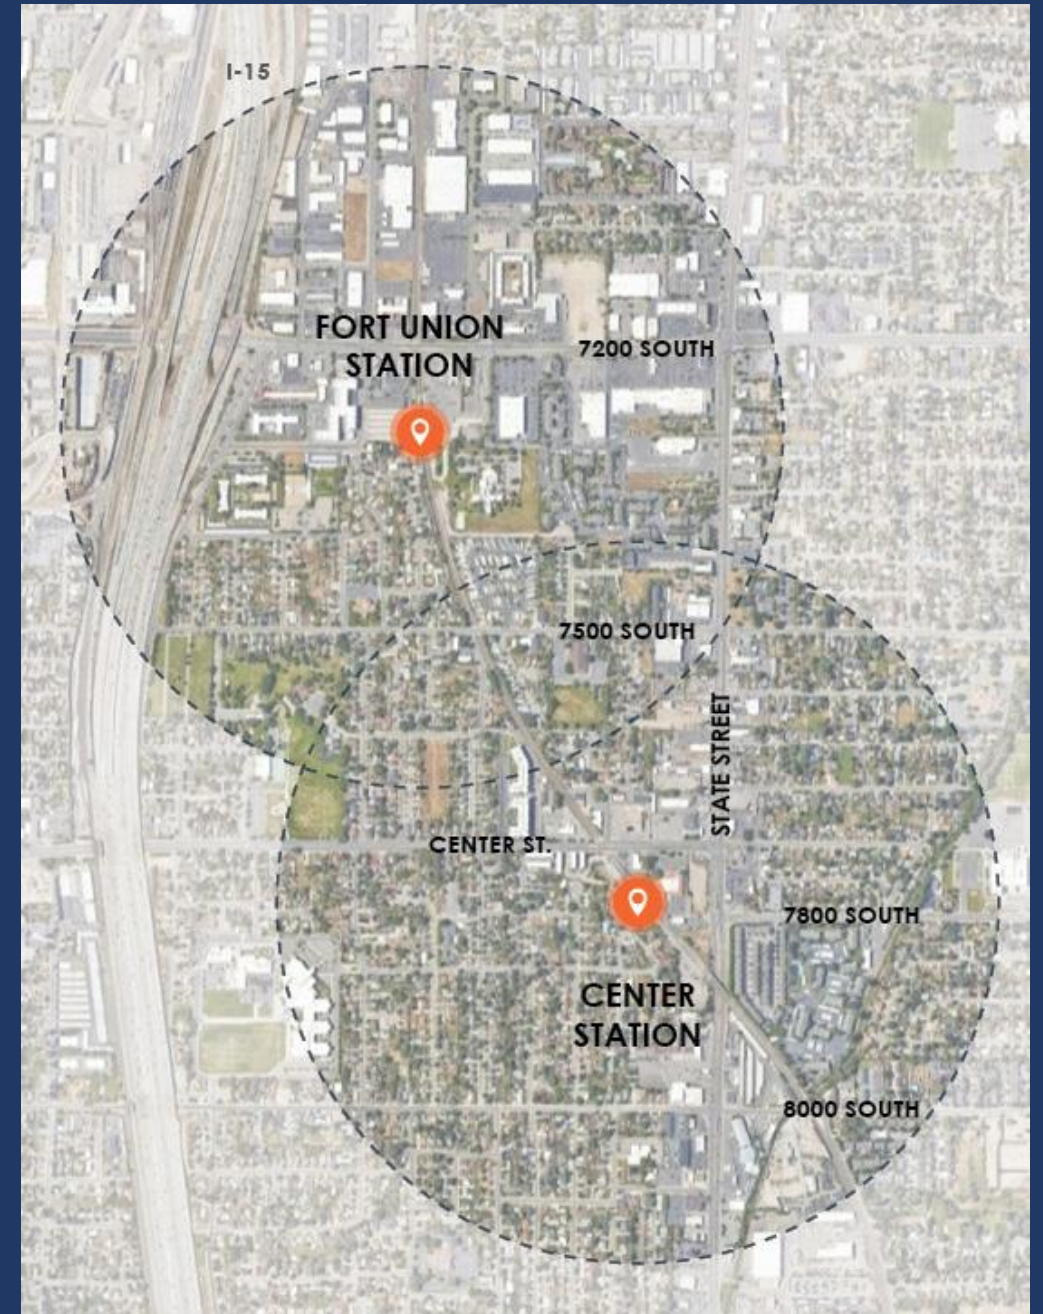 I-15
FORT UNION
STATION
7200 SOUTH
7500 SOUTH
STATE STREET
CENTER ST.
7800 SOUTH
CENTER
STATION
8000 SOUTH